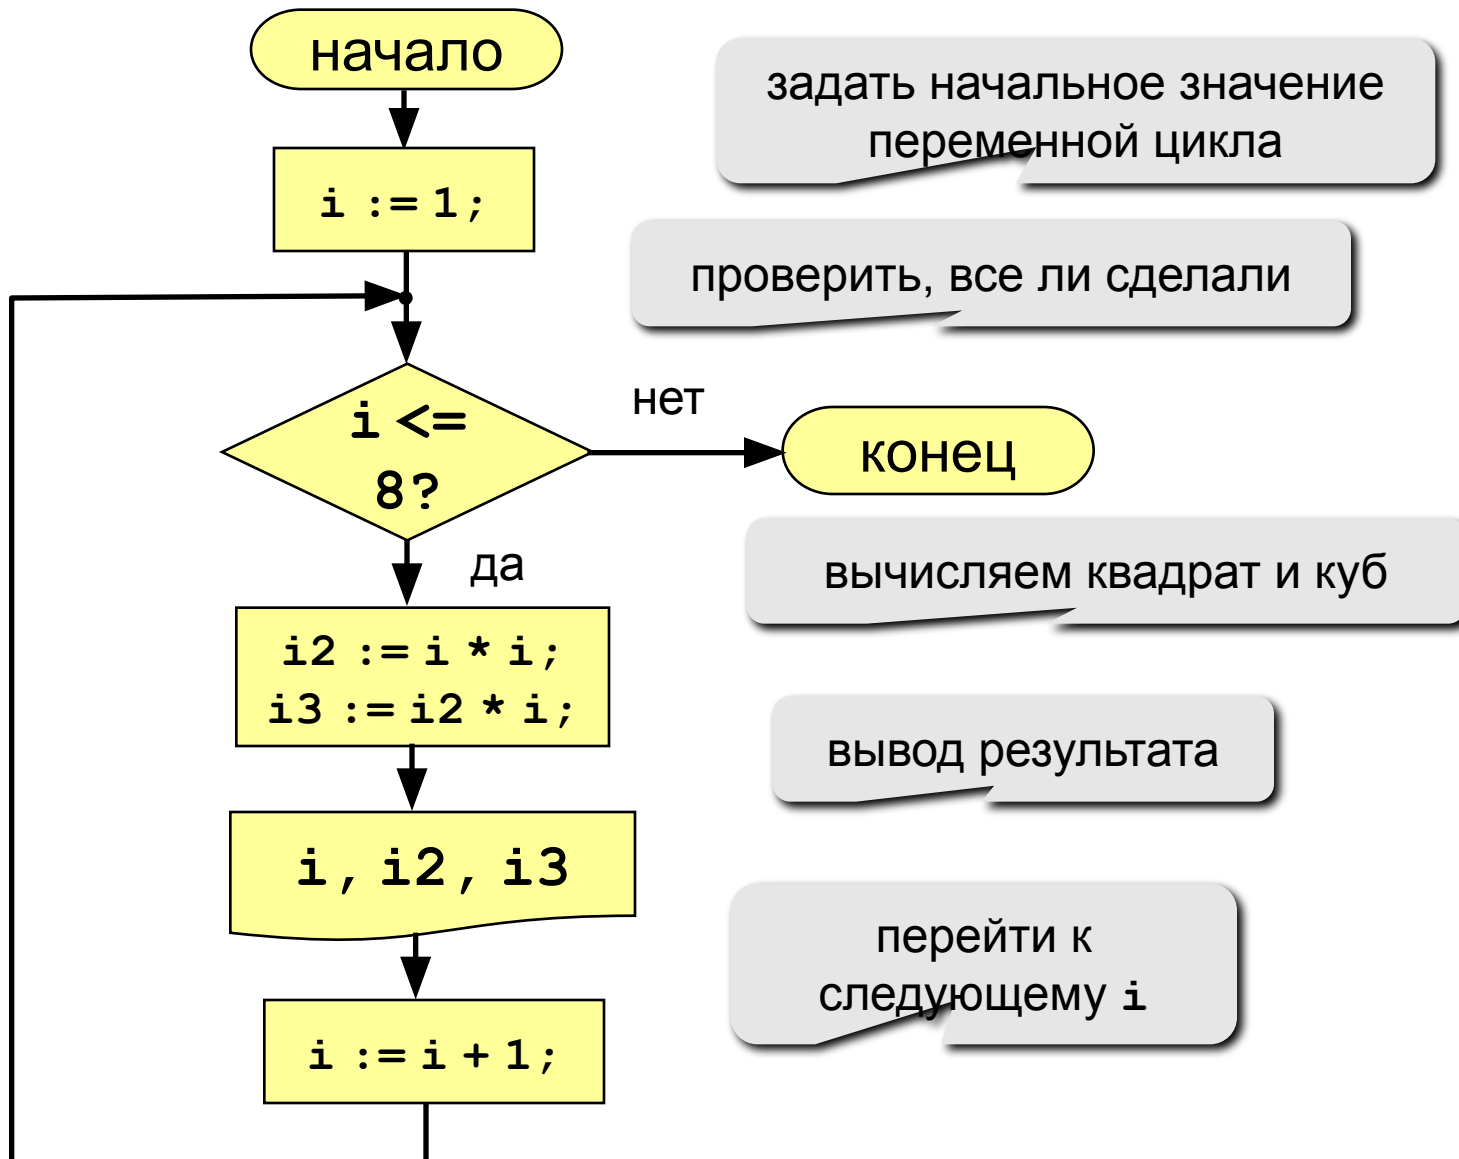 начало
задать начальное значение
переменной цикла
i := 1;
проверить, все ли сделали
i <=
8?
нет
конец
да
вычисляем квадрат и куб
i2 := i * i;
i3 := i2 * i;
вывод результата
i, i2, i3
перейти к
следующему i
i := i + 1;